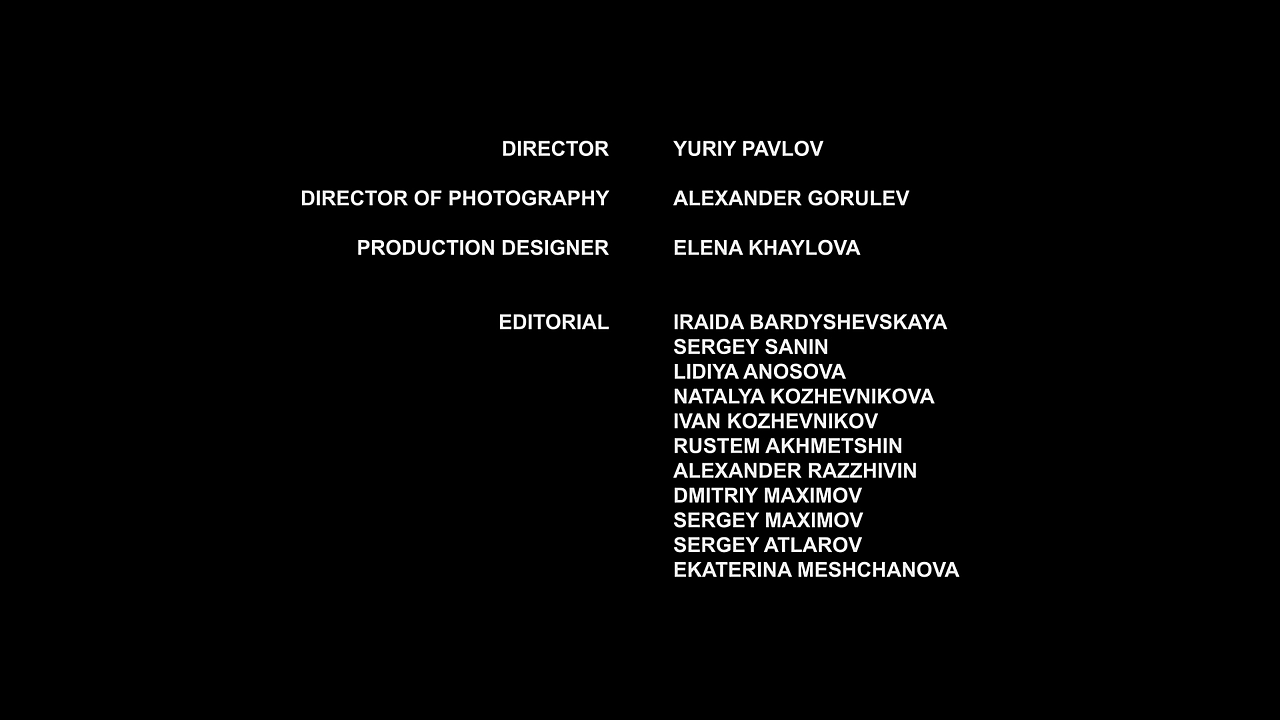 DIRECTOR YURIY PAVLOV
DIRECTOR OF PHOTOGRAPHY ALEXANDER GORULEV
PRODUCTION DESIGNER ELENA KHAYLOVA
EDITORIAL IRAIDA BARDYSHEVSKAYA
SERGEY SANIN
LIDIYA ANOSOVA
NATALYA KOZHEVNIKOVA
IVAN KOZHEVNIKOV
RUSTEM AKHMETSHIN
ALEXANDER RAZZHIVIN
DMITRIY MAXIMOV
SERGEY MAXIMOV
SERGEY ATLAROV
EKATERINA MESHCHANOVA